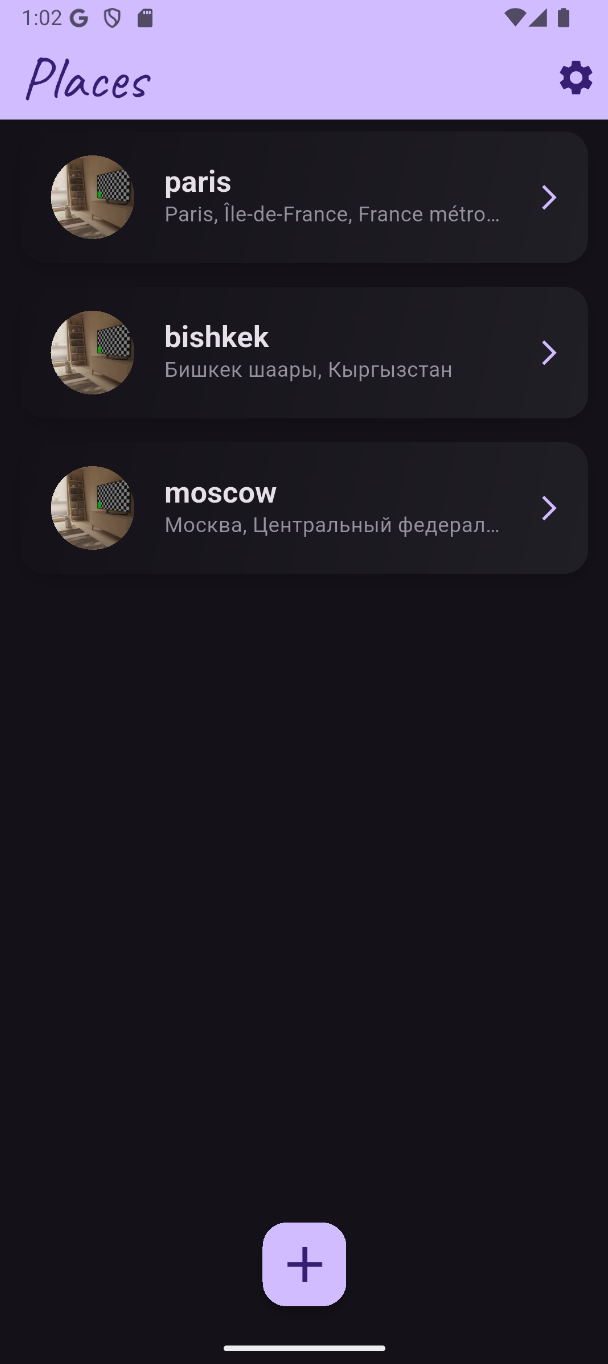 1:02
Places
paris
Paris, Île-de-France, France métro…
bishkek
Бишкек шаары, Кыргызстан
moscow
Москва, Центральный федерал…